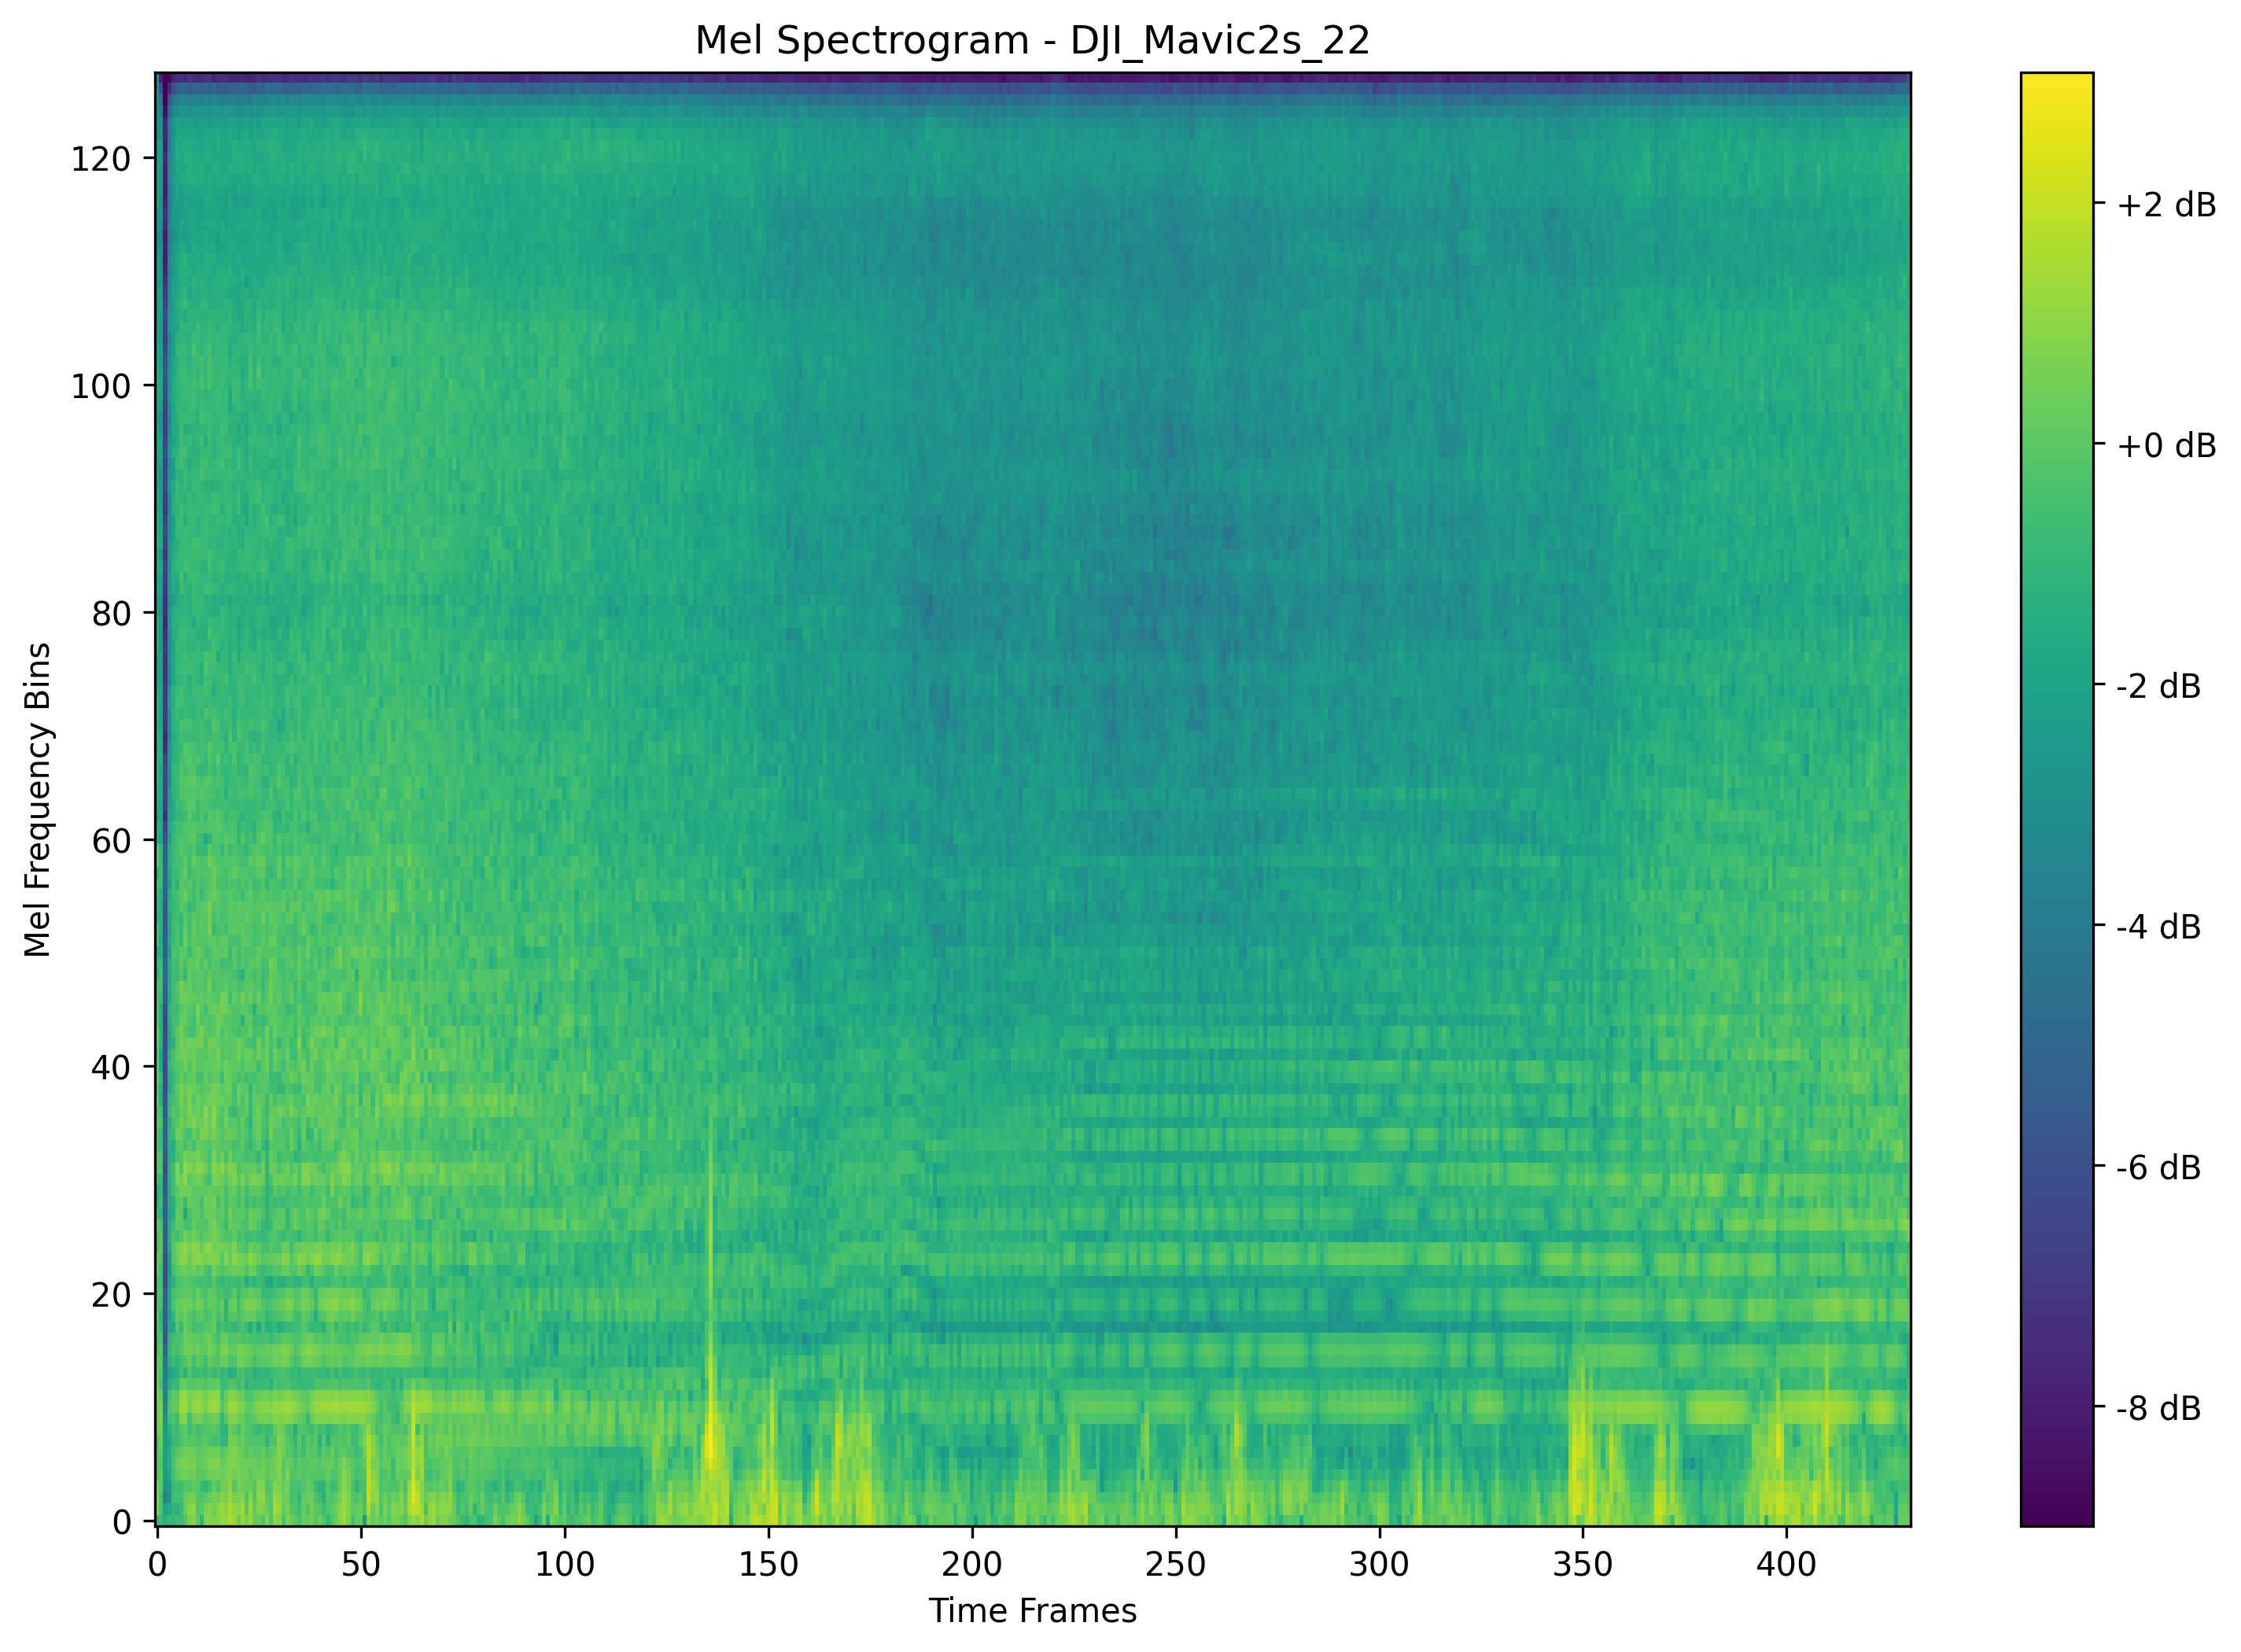 Mel Spectrogram - DJI_Mavic2s_22
120
100
80
60
40
20
0
Mel Frequency Bins
0 50 100 150 200 250 300 350 400
Time Frames
+2 dB
+0 dB
-2 dB
-4 dB
-6 dB
-8 dB